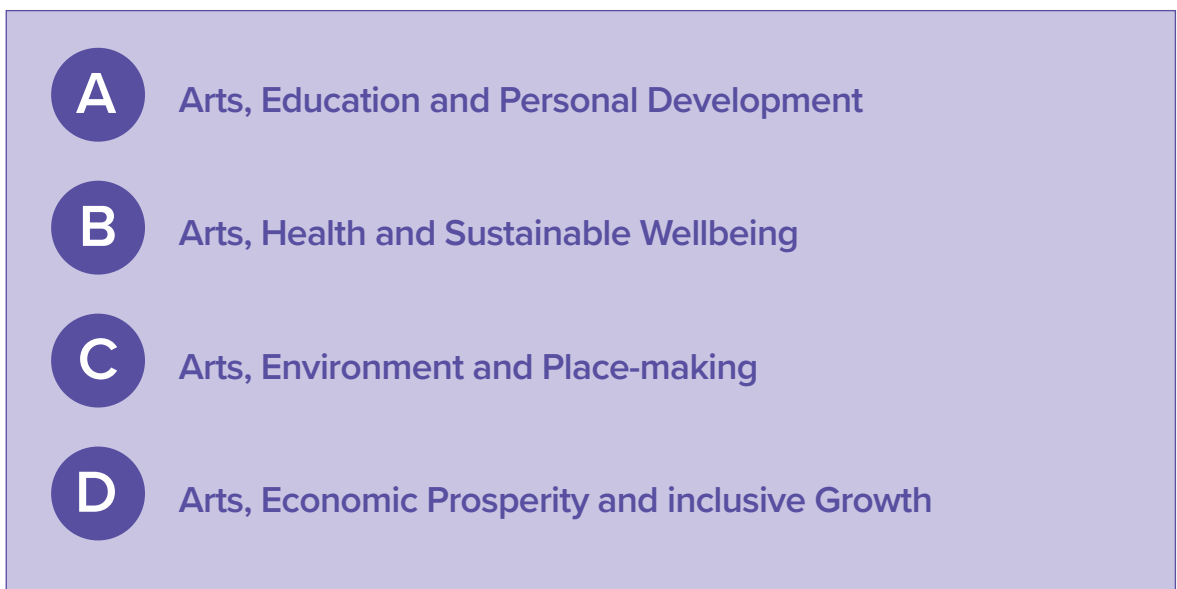 A Arts, Education and Personal Development
B Arts, Health and Sustainable Wellbeing
C Arts, Environment and Place-making
D Arts, Economic Prosperity and inclusive Growth